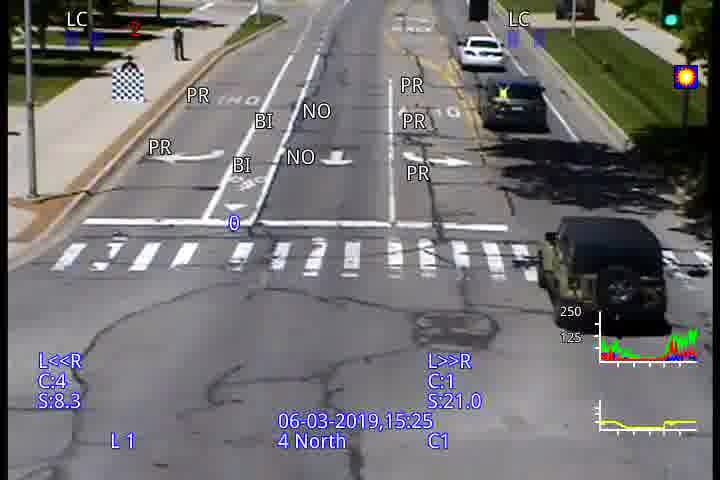 LC
2
LC
PR
PR
BI
NO
PR
PR
NO
BI
PR
0
250
125
L<<R
C:4
S:8.3
L>>R
C:1
S:21.0
06-03-2019,15:25
L 1
4 North
C1